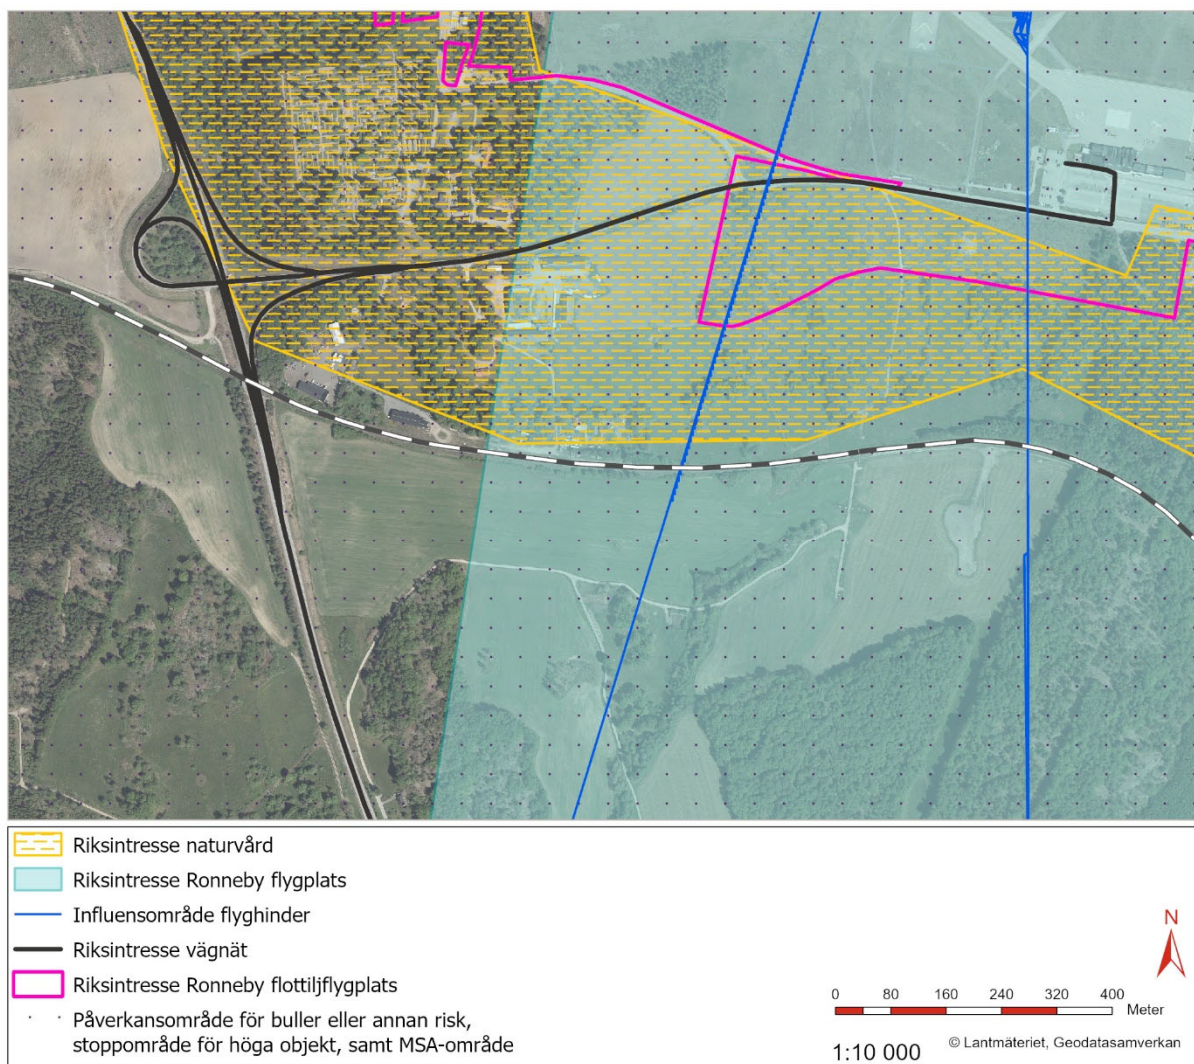 Riksintresse naturvård
Riksintresse Ronneby flygplats
Influensområde flyghinder
Riksintresse vägnät
Riksintresse Ronneby flottiljflygplats
Påverkansområde för buller eller annan risk,
stoppområde för höga objekt, samt MSA-område
N
0 80 160 240 320 400
Meter
1:10 000
© Lantmäteriet, Geodatasamverkan